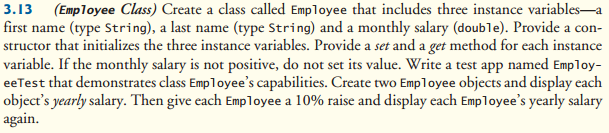 3.13 (Employee Class) Create a class called Employee that includes three instance variables—a
first name (type String), a last name (type String) and a monthly salary (double). Provide a con-
structor that initializes the three instance variables. Provide a set and a get method for each instance
variable. If the monthly salary is not positive, do not set its value. Write a test app named Employ-
eeTest that demonstrates class Employee's capabilities. Create two Employee objects and display each
object's yearly salary. Then give each Employee a 10% raise and display each Employee's yearly salary
again.